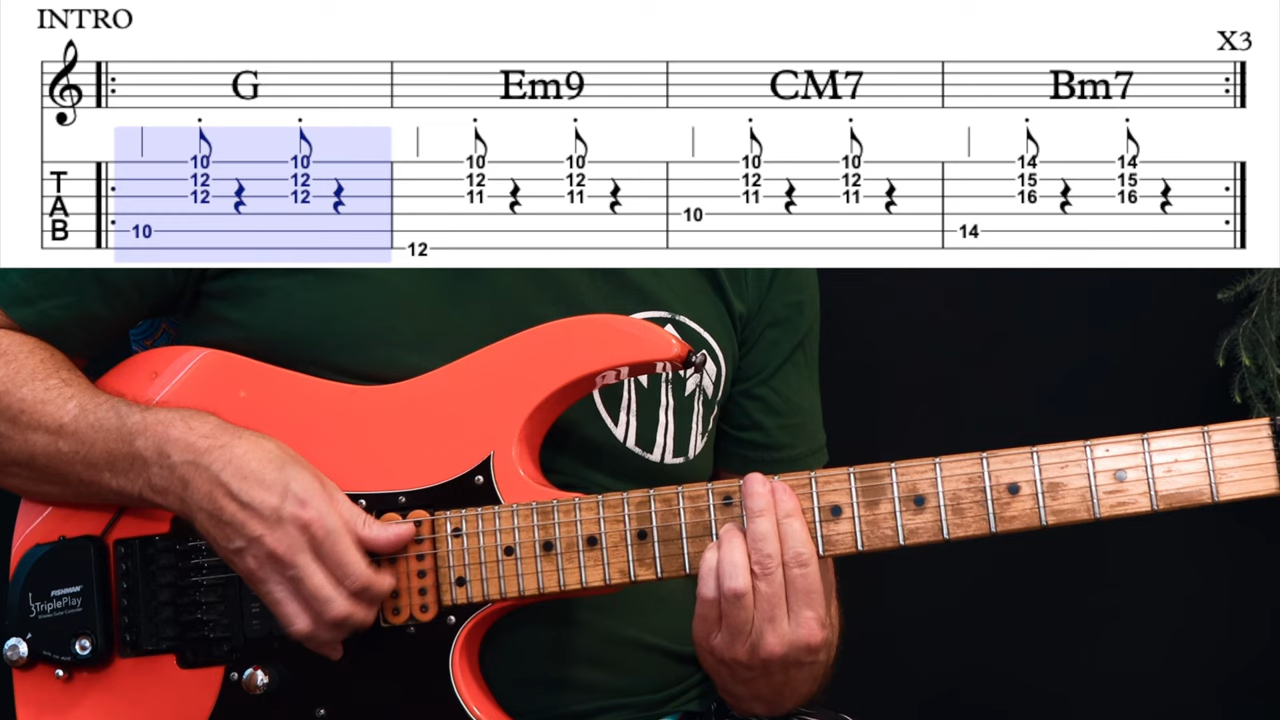 INTRO
X3
G Em9 CM7 Bm7
10 10 10 10 10 10 14 14
T 12 12 12 12 12 12 15 15
12 12 11 11 11 11 16 16
A 10
B 10 14
12
FISHMAN
TriplePlay